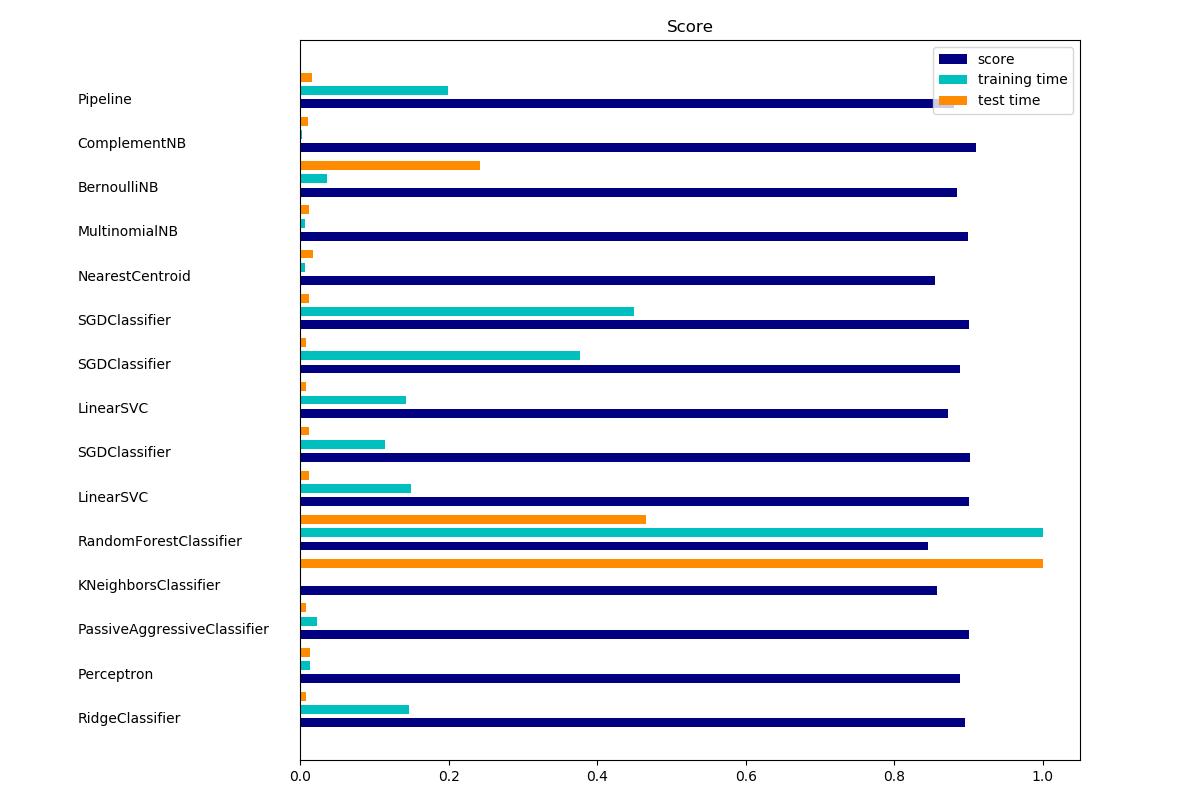 Score
score
training time
test time
Pipeline
ComplementNB
BernoulliNB
MultinomialNB
NearestCentroid
SGDClassifier
SGDClassifier
LinearSVC
SGDClassifier
LinearSVC
RandomForestClassifier
KNeighborsClassifier
PassiveAggressiveClassifier
Perceptron
RidgeClassifier
0.0 0.2 0.4 0.6 0.8 1.0